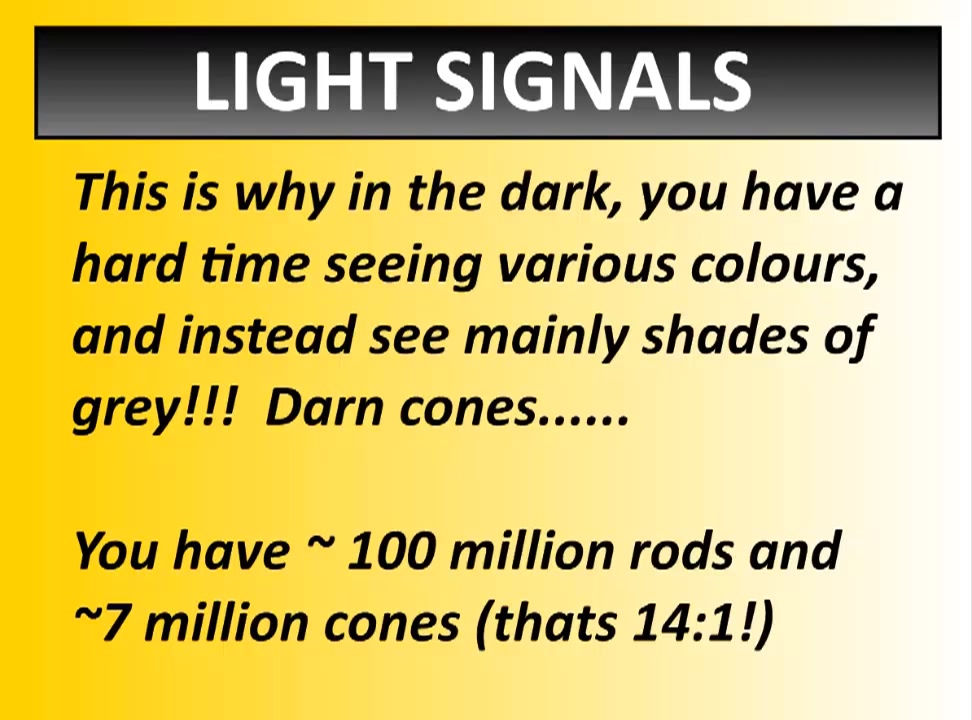 LIGHT SIGNALS
This is why in the dark, you have a
hard time seeing various colours,
and instead see mainly shades of
grey!!!  Darn cones......
You have ~ 100 million rods and
~7 million cones (thats 14:1!)